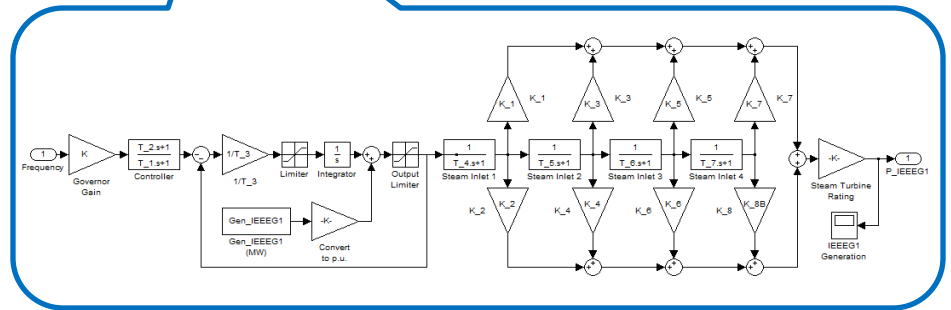 1
Frequency
K
Governor
Gain
T_2.s+1
T_1.s+1
Controller
1/T_3
1/T_3
Limiter
1
s
Integrator
Output
Limiter
Gen_IEEEG1
Gen_IEEEG1
(MW)
-K-
Convert
to p.u.
1
T_4.s+1
Steam Inlet 1
1
T_5.s+1
Steam Inlet 2
1
T_6.s+1
Steam Inlet 3
1
T_7.s+1
Steam Inlet 4
K_1
K_1
K_3
K_3
K_5
K_5
K_7
K_7
K_2
K_2
K_4
K_4
K_6
K_6
K_8
K_8B
-K-
Steam Turbine
Rating
1
P_IEEEG1
IEEEG1
Generation